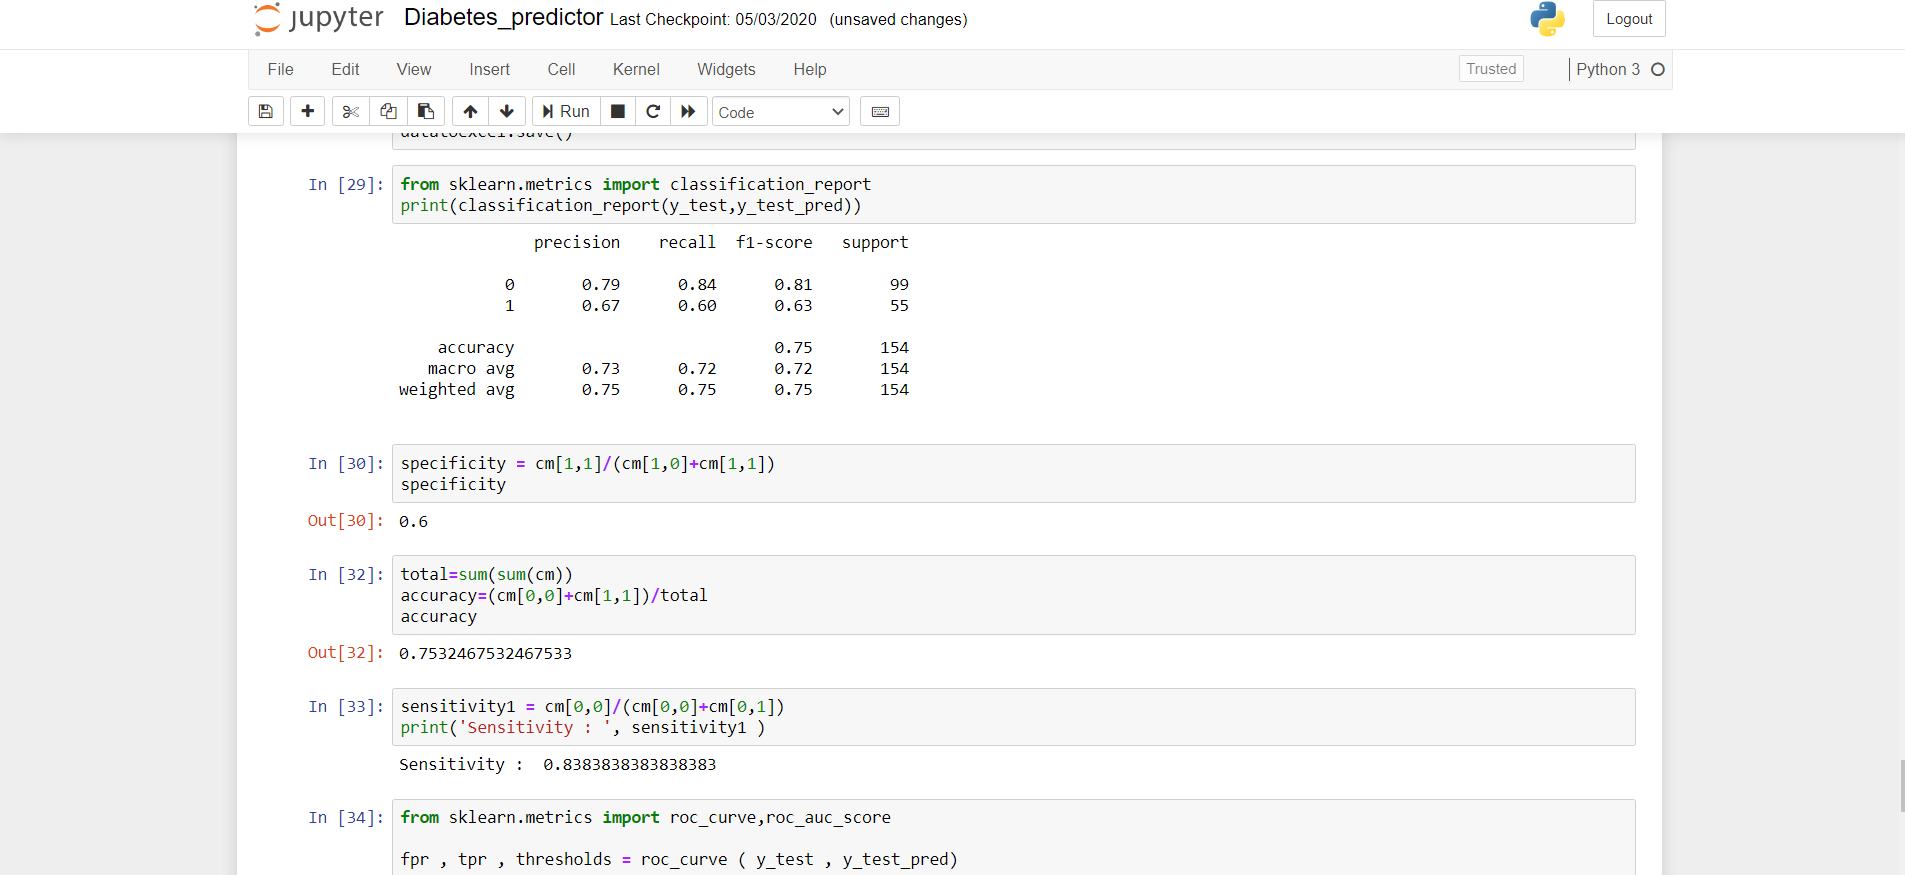 jupyter Diabetes_predictor Last Checkpoint: 05/03/2020 (unsaved changes) Logout
File Edit View Insert Cell Kernel Widgets Help Trusted Python 3
Run Code
datatoexcel.save()
In [29]: from sklearn.metrics import classification_report
print(classification_report(y_test,y_test_pred))
precision recall f1-score support
0 0.79 0.84 0.81 99
1 0.67 0.60 0.63 55
accuracy 0.75 154
macro avg 0.73 0.72 0.72 154
weighted avg 0.75 0.75 0.75 154
In [30]: specificity = cm[1,1]/(cm[1,0]+cm[1,1])
specificity
Out[30]: 0.6
In [32]: total=sum(sum(cm))
accuracy=(cm[0,0]+cm[1,1])/total
accuracy
Out[32]: 0.7532467532467533
In [33]: sensitivity1 = cm[0,0]/(cm[0,0]+cm[0,1])
print('Sensitivity : ', sensitivity1 )
Sensitivity :  0.8383838383838383
In [34]: from sklearn.metrics import roc_curve,roc_auc_score
fpr , tpr , thresholds = roc_curve ( y_test , y_test_pred)